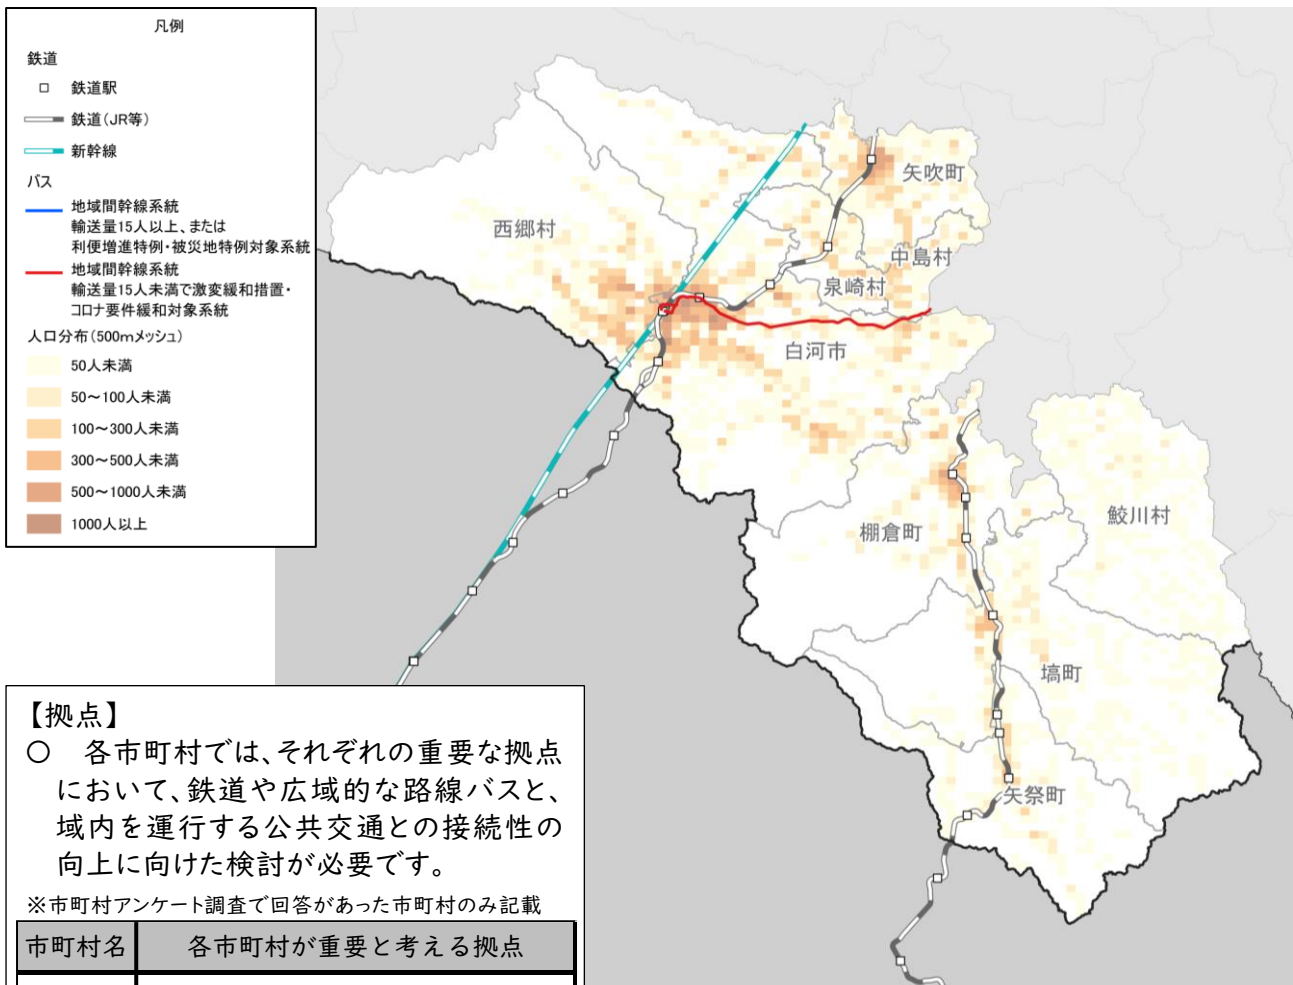 凡例
鉄道
鉄道駅
鉄道(JR等)
新幹線
バス
地域間幹線系統
輸送量15人以上、または
利便増進特例・被災地特例対象系統
地域間幹線系統
輸送量15人未満で激変緩和措置・
コロナ要件緩和対象系統
人口分布(500mメッシュ)
50人未満
50～100人未満
100～300人未満
300～500人未満
500～1000人未満
1000人以上
矢吹町
西郷村
中島村
泉崎村
白河市
鮫川村
棚倉町
塙町
矢祭町
【拠点】
○ 各市町村では、それぞれの重要な拠点
において、鉄道や広域的な路線バスと、
域内を運行する公共交通との接続性の
向上に向けた検討が必要です。
※市町村アンケート調査で回答があった市町村のみ記載
市町村名 各市町村が重要と考える拠点